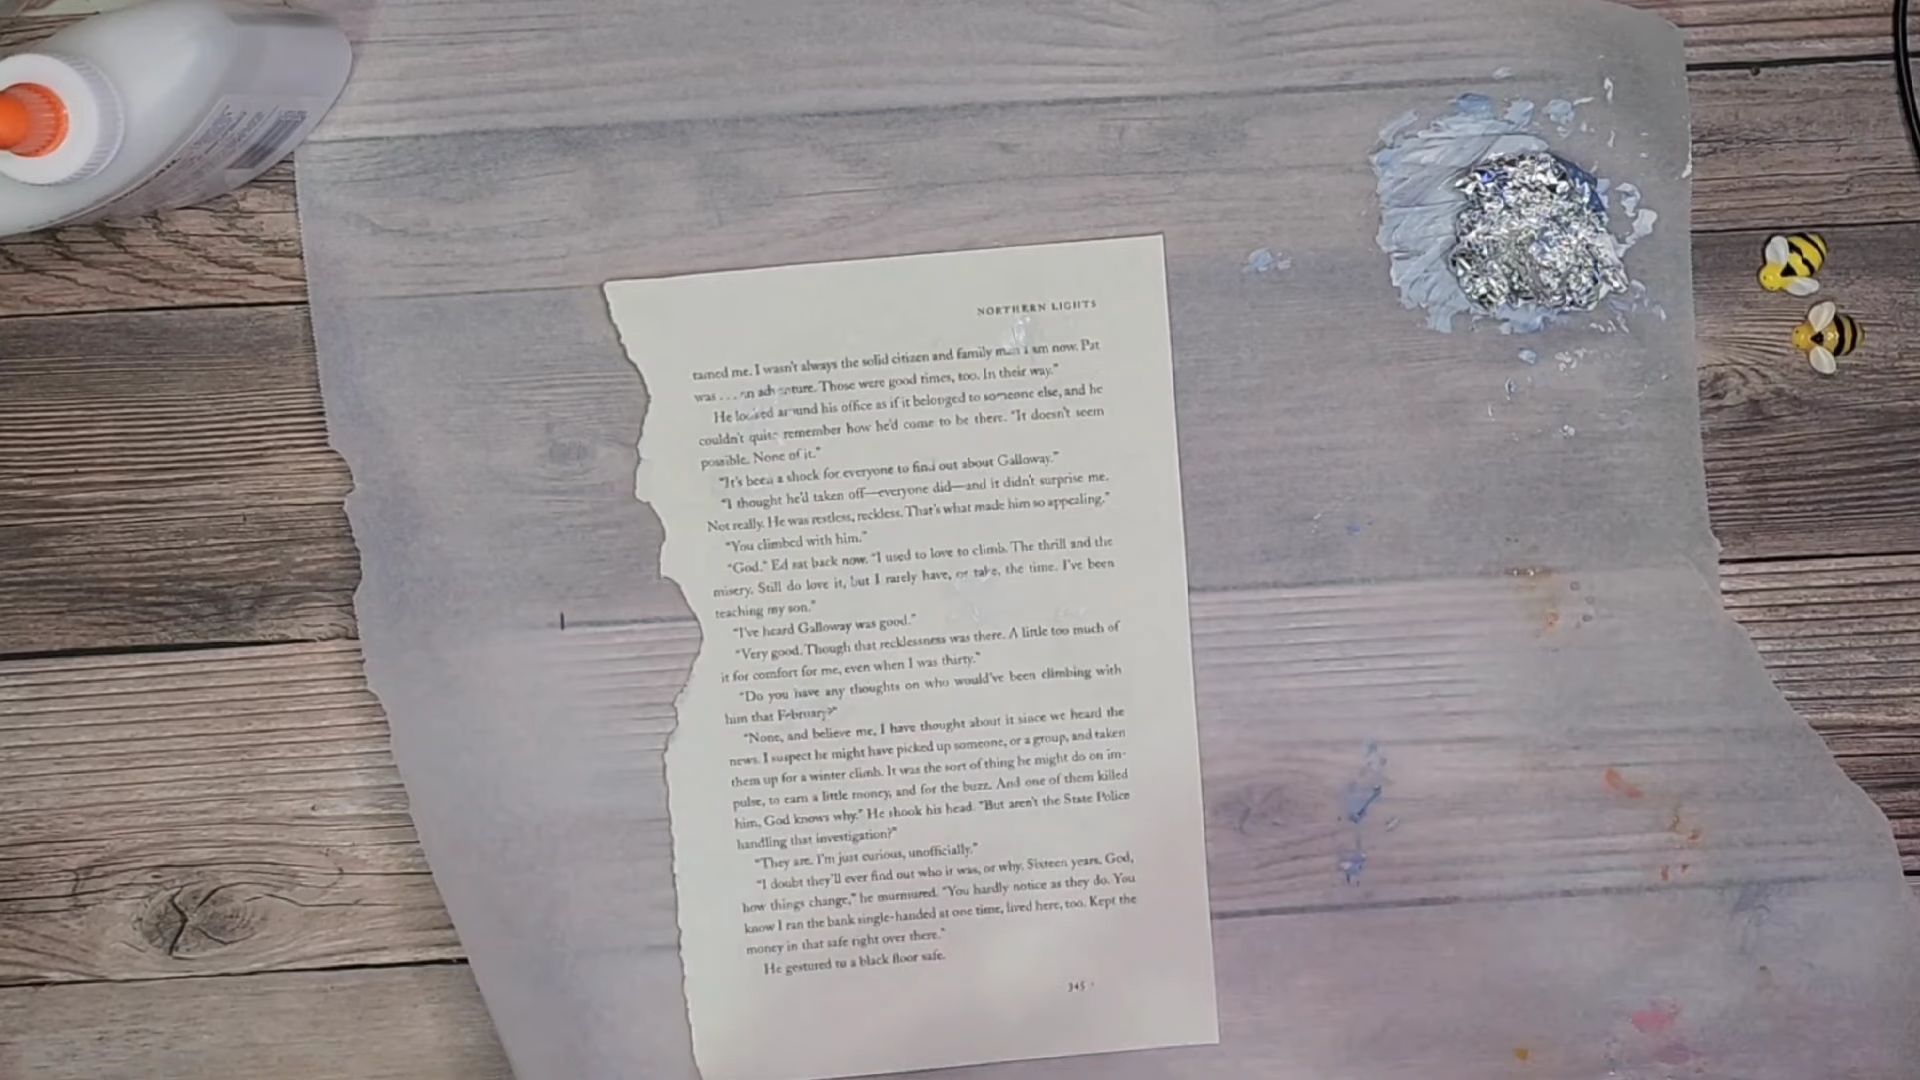 NORTHERN LIGHTS
tamed me. I wasn't always the solid citizen and family man I am now. Pat
was . . . an adventure. Those were good times, too. In their way."
He looked around his office as if it belonged to someone else, and he
couldn't quite remember how he'd come to be there. "It doesn't seem
possible. None of it."
"It's been a shock for everyone to find out about Galloway."
"I thought he'd taken off—everyone did—and it didn't surprise me.
Not really. He was restless, reckless. That's what made him so appealing."
"You climbed with him."
"God." Ed sat back now. "I used to love to climb. The thrill and the
misery. Still do love it, but I rarely have, or take, the time. I've been
teaching my son."
"I've heard Galloway was good."
"Very good. Though that recklessness was there. A little too much of
it for comfort for me, even when I was thirty."
"Do you have any thoughts on who would've been climbing with
him that February?"
"None, and believe me, I have thought about it since we heard the
news. I suspect he might have picked up someone, or a group, and taken
them up for a winter climb. It was the sort of thing he might do on im-
pulse, to earn a little money, and for the buzz. And one of them killed
him, God knows why." He shook his head. "But aren't the State Police
handling that investigation?"
"They are. I'm just curious, unofficially."
"I doubt they'll ever find out who it was, or why. Sixteen years. God,
how things change," he murmured. "You hardly notice as they do. You
know I ran the bank single-handed at one time, lived here, too. Kept the
money in that safe right over there."
He gestured to a black floor safe.
345